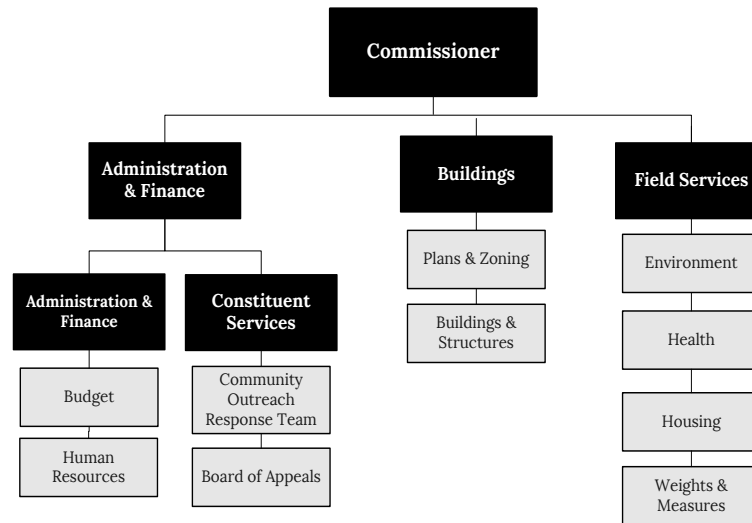 Commissioner
Administration
& Finance
Buildings
Field Services
Administration &
Finance
Constituent
Services
Plans & Zoning
Buildings &
Structures
Environment
Health
Housing
Weights &
Measures
Budget
Human
Resources
Community
Outreach
Response Team
Board of Appeals